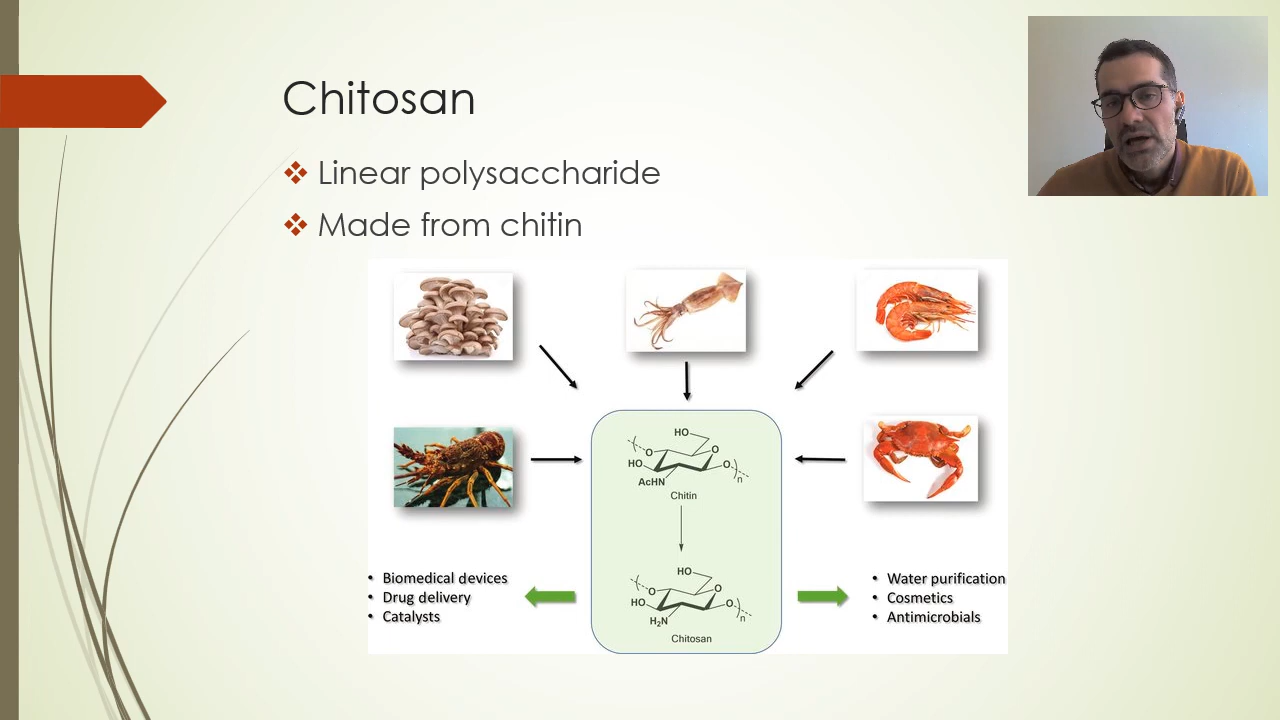 Chitosan
Linear polysaccharide
Made from chitin
HO
O
O
HO
O
AcHN
n
Chitin
HO
O
O
HO
O
H2N
n
Chitosan
• Biomedical devices
• Drug delivery
• Catalysts
• Water purification
• Cosmetics
• Antimicrobials